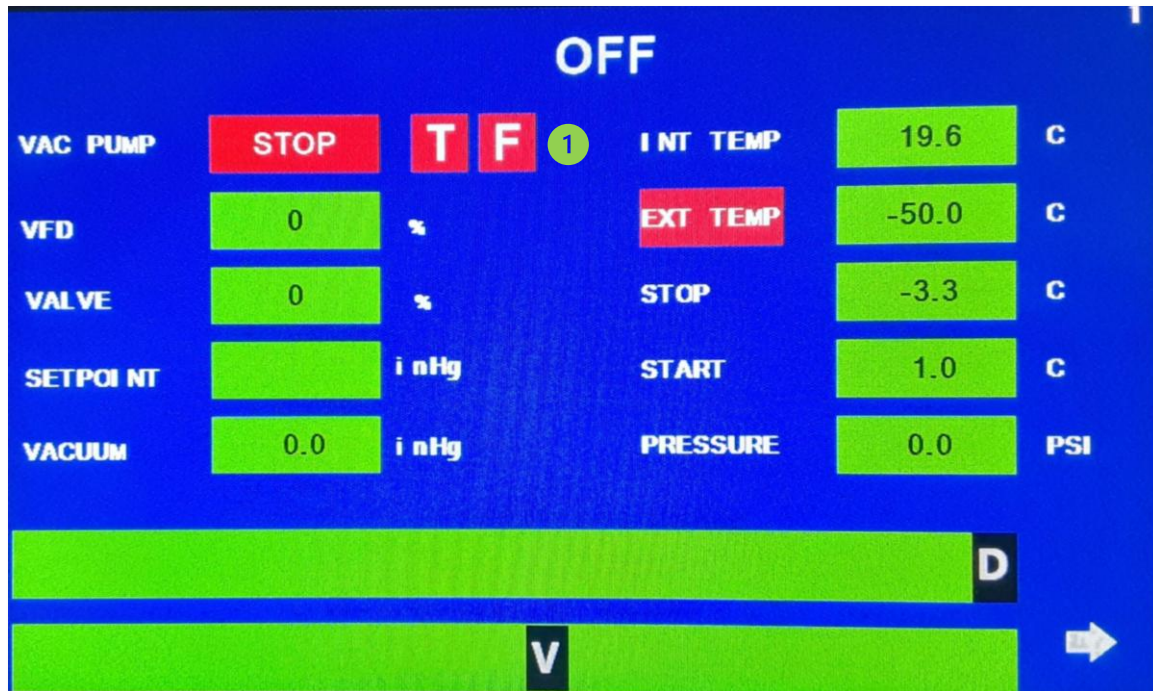 1
OFF
VAC PUMP STOP T F 1 INT TEMP 19.6 C
VFD 0 % EXT TEMP -50.0 C
VALVE 0 % STOP -3.3 C
SETPOINT inHg START 1.0 C
VACUUM 0.0 inHg PRESSURE 0.0 PSI
D
V